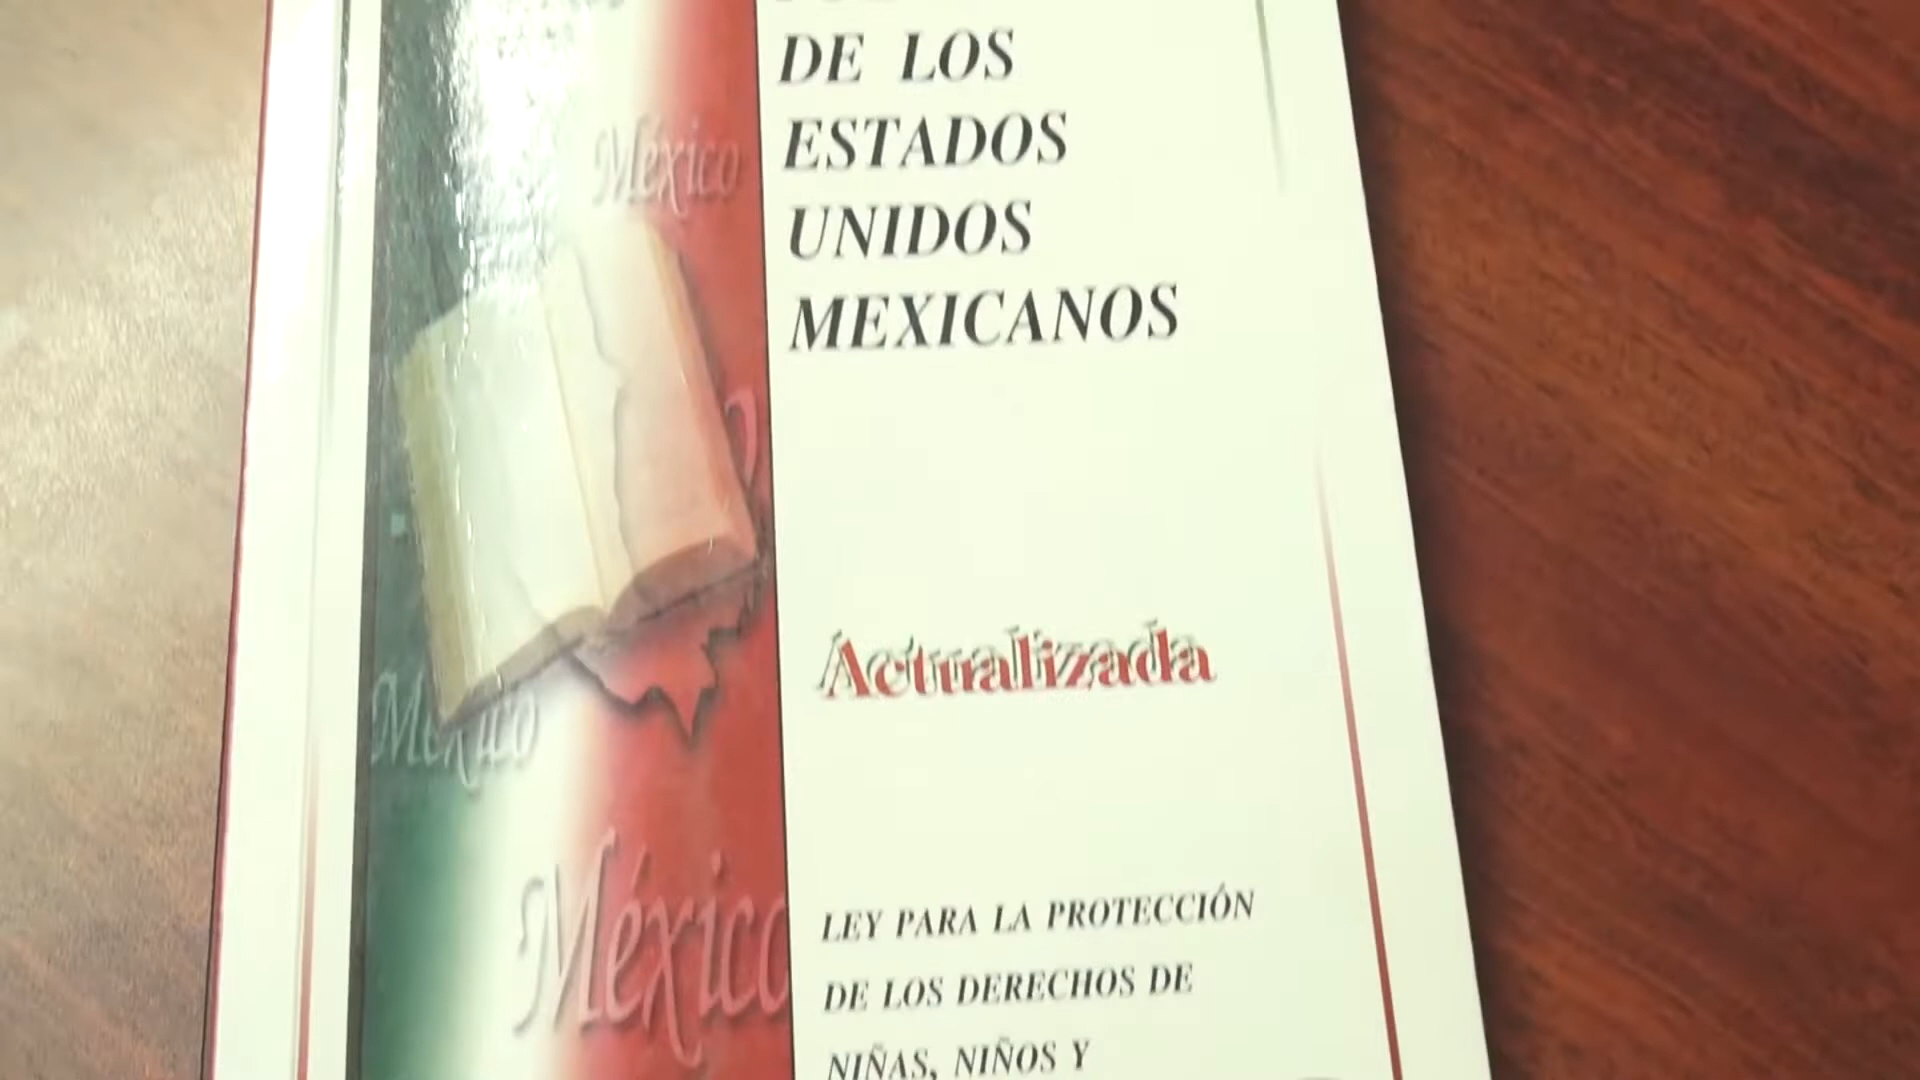 México
DE LOS
ESTADOS
UNIDOS
MEXICANOS
Actualizada
México
México
LEY PARA LA PROTECCIÓN
DE LOS DERECHOS DE
NIÑAS, NIÑOS Y